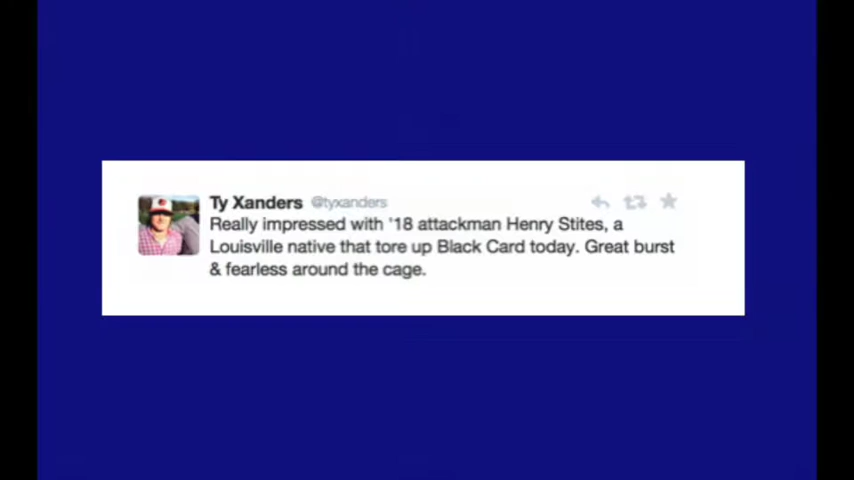 Ty Xanders @tyxanders
Really impressed with '18 attackman Henry Stites, a
Louisville native that tore up Black Card today. Great burst
& fearless around the cage.